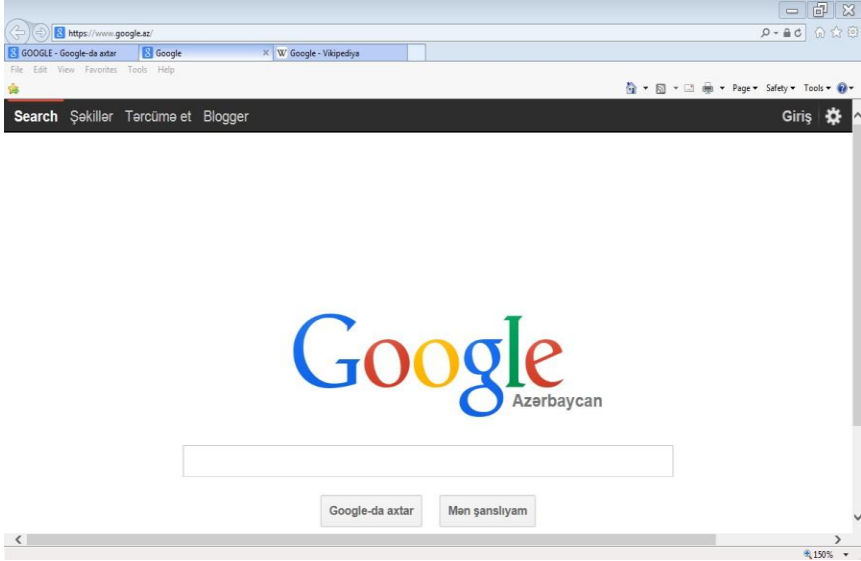 https://www.google.az/
GOOGLE - Google-da axtar Google Google - Vikipediya
File Edit View Favorites Tools Help
Page Safety Tools
Search Şəkillər Tərcümə et Blogger Giriş
Google
Azərbaycan
Google-da axtar Mən şanslıyam
150%